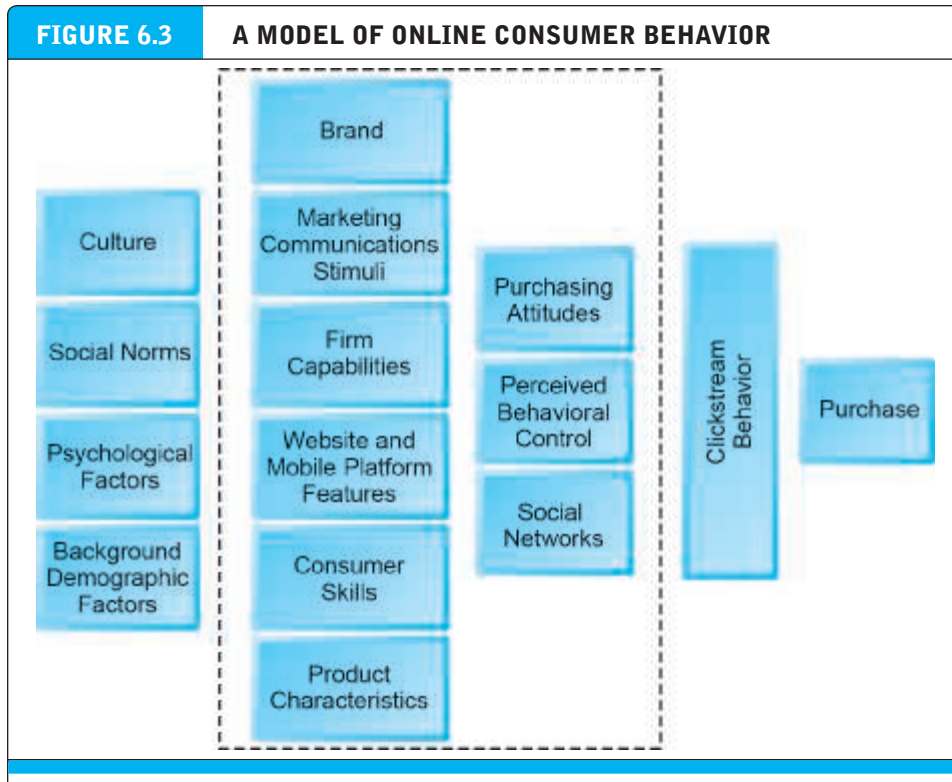 FIGURE 6.3 A MODEL OF ONLINE CONSUMER BEHAVIOR
Culture
Social Norms
Psychological
Factors
Background
Demographic
Factors
Brand
Marketing
Communications
Stimuli
Firm
Capabilities
Website and
Mobile Platform
Features
Consumer
Skills
Product
Characteristics
Purchasing
Attitudes
Perceived
Behavioral
Control
Social
Networks
Clickstream
Behavior
Purchase